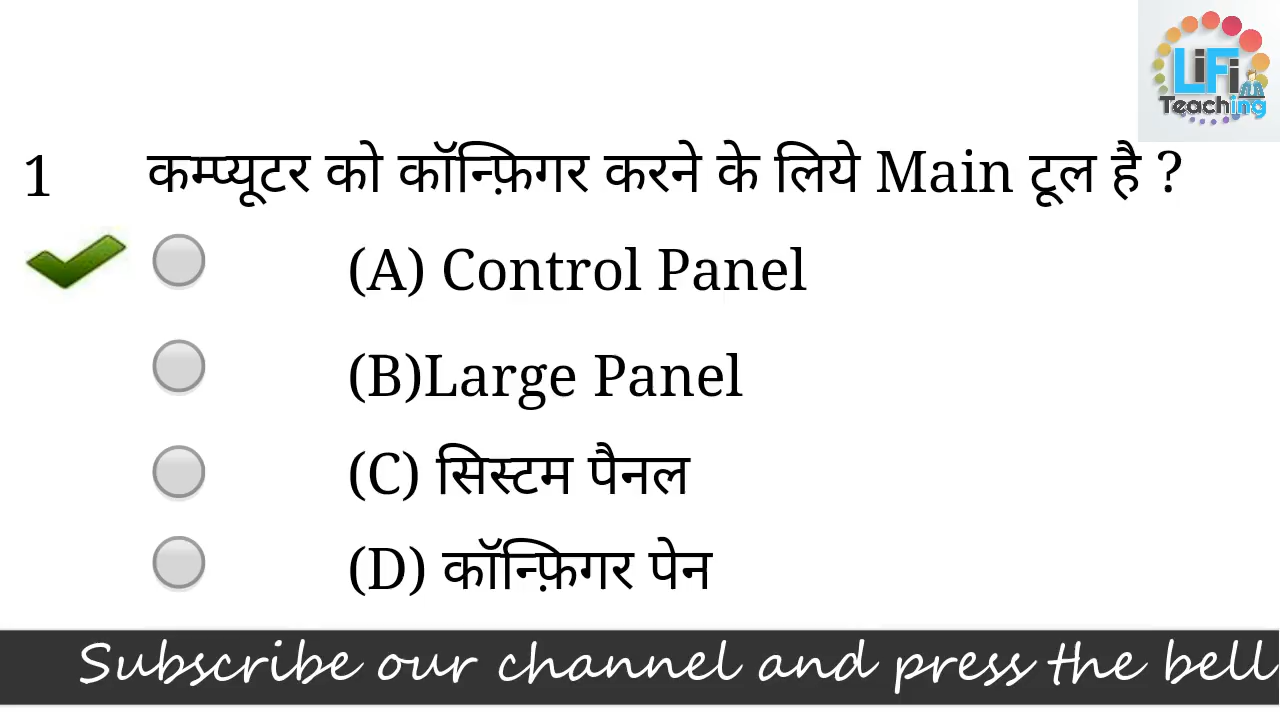 LiFi
Teaching
1 कम्प्यूटर को कॉन्फ़िगर करने के लिये Main टूल है ?
(A) Control Panel
(B)Large Panel
(C) सिस्टम पैनल
(D) कॉन्फ़िगर पेन
Subscribe our channel and press the bell